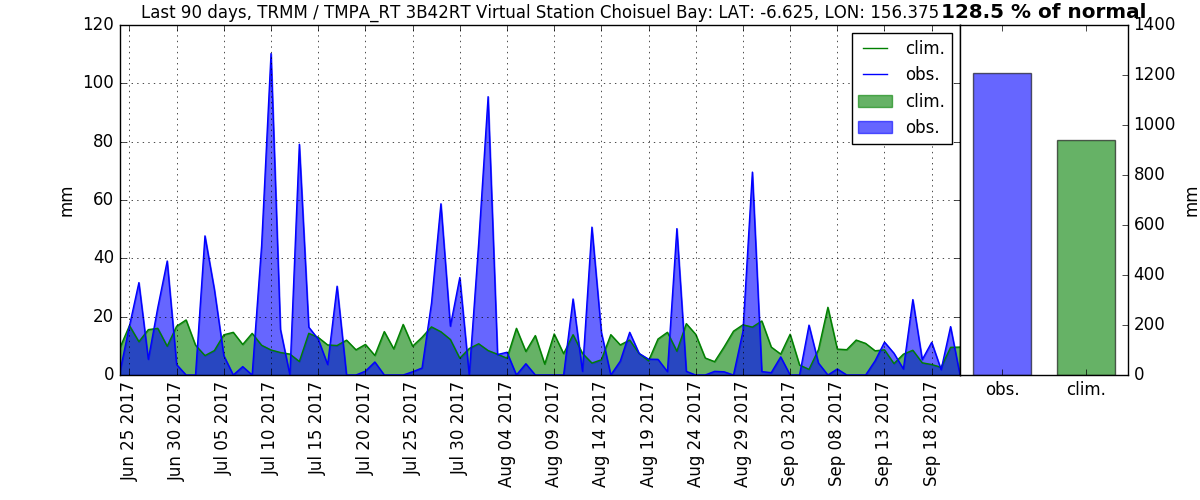 Last 90 days, TRMM / TMPA_RT 3B42RT Virtual Station Choisuel Bay: LAT: -6.625, LON: 156.375
128.5 % of normal
120
100
80
60
40
20
0
mm
clim.
obs.
clim.
obs.
Jun 25 2017
Jun 30 2017
Jul 05 2017
Jul 10 2017
Jul 15 2017
Jul 20 2017
Jul 25 2017
Jul 30 2017
Aug 04 2017
Aug 09 2017
Aug 14 2017
Aug 19 2017
Aug 24 2017
Aug 29 2017
Sep 03 2017
Sep 08 2017
Sep 13 2017
Sep 18 2017
1400
1200
1000
800
600
400
200
0
mm
obs.
clim.